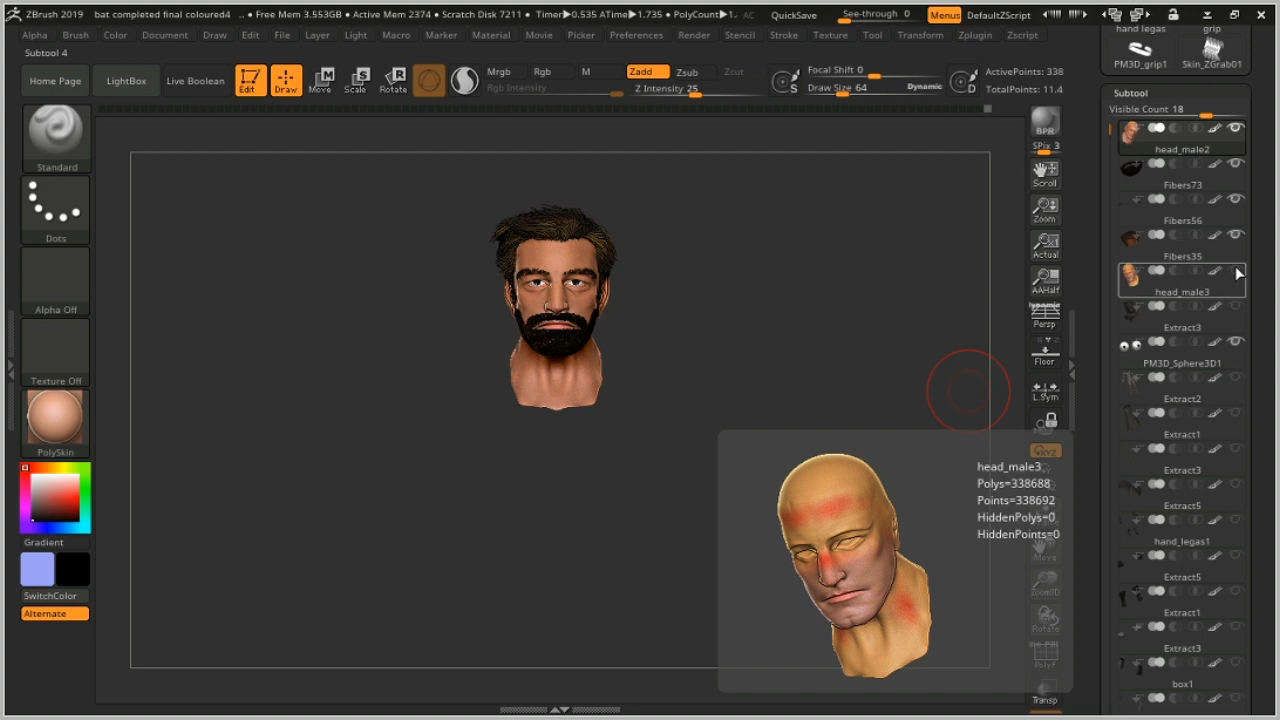 ZBrush 2019 bat completed final coloured4 .. • Free Mem 3.553GB • Active Mem 2374 • Scratch Disk 7211 • Timer▶0.535 ATime▶1.735 • PolyCount▶1. AC QuickSave See-through 0 Menus DefaultZScript
Alpha Brush Color Document Draw Edit File Layer Light Macro Marker Material Movie Picker Preferences Render Stencil Stroke Texture Tool Transform Zplugin Zscript
Subtool 4
Home Page LightBox Live Boolean Edit Draw Move Scale Rotate
Mrgb Rgb M Zadd Zsub Zcut
Rgb Intensity Z Intensity 25
S
Focal Shift 0
Draw Size 64 Dynamic
D
ActivePoints: 338
TotalPoints: 11.4
Standard
Dots
Alpha Off
Texture Off
PolySkin
Gradient
SwitchColor
Alternate
BPR
SPix 3
Scroll
Zoom
Actual
AAHalf
Dynamic
Persp
Floor
L.Sym
XYZ
Move
Zoom3D
Rotate
PolyF
Transp
head_male3
Polys=338688
Points=338692
HiddenPolys=0
HiddenPoints=0
hand legas grip
PM3D_grip1 Skin_ZGrab01
Subtool
Visible Count 18
head_male2
Fibers73
Fibers56
Fibers35
head_male3
Extract3
PM3D_Sphere3D1
Extract2
Extract1
Extract3
Extract5
hand_legas1
Extract5
Extract1
Extract3
box1